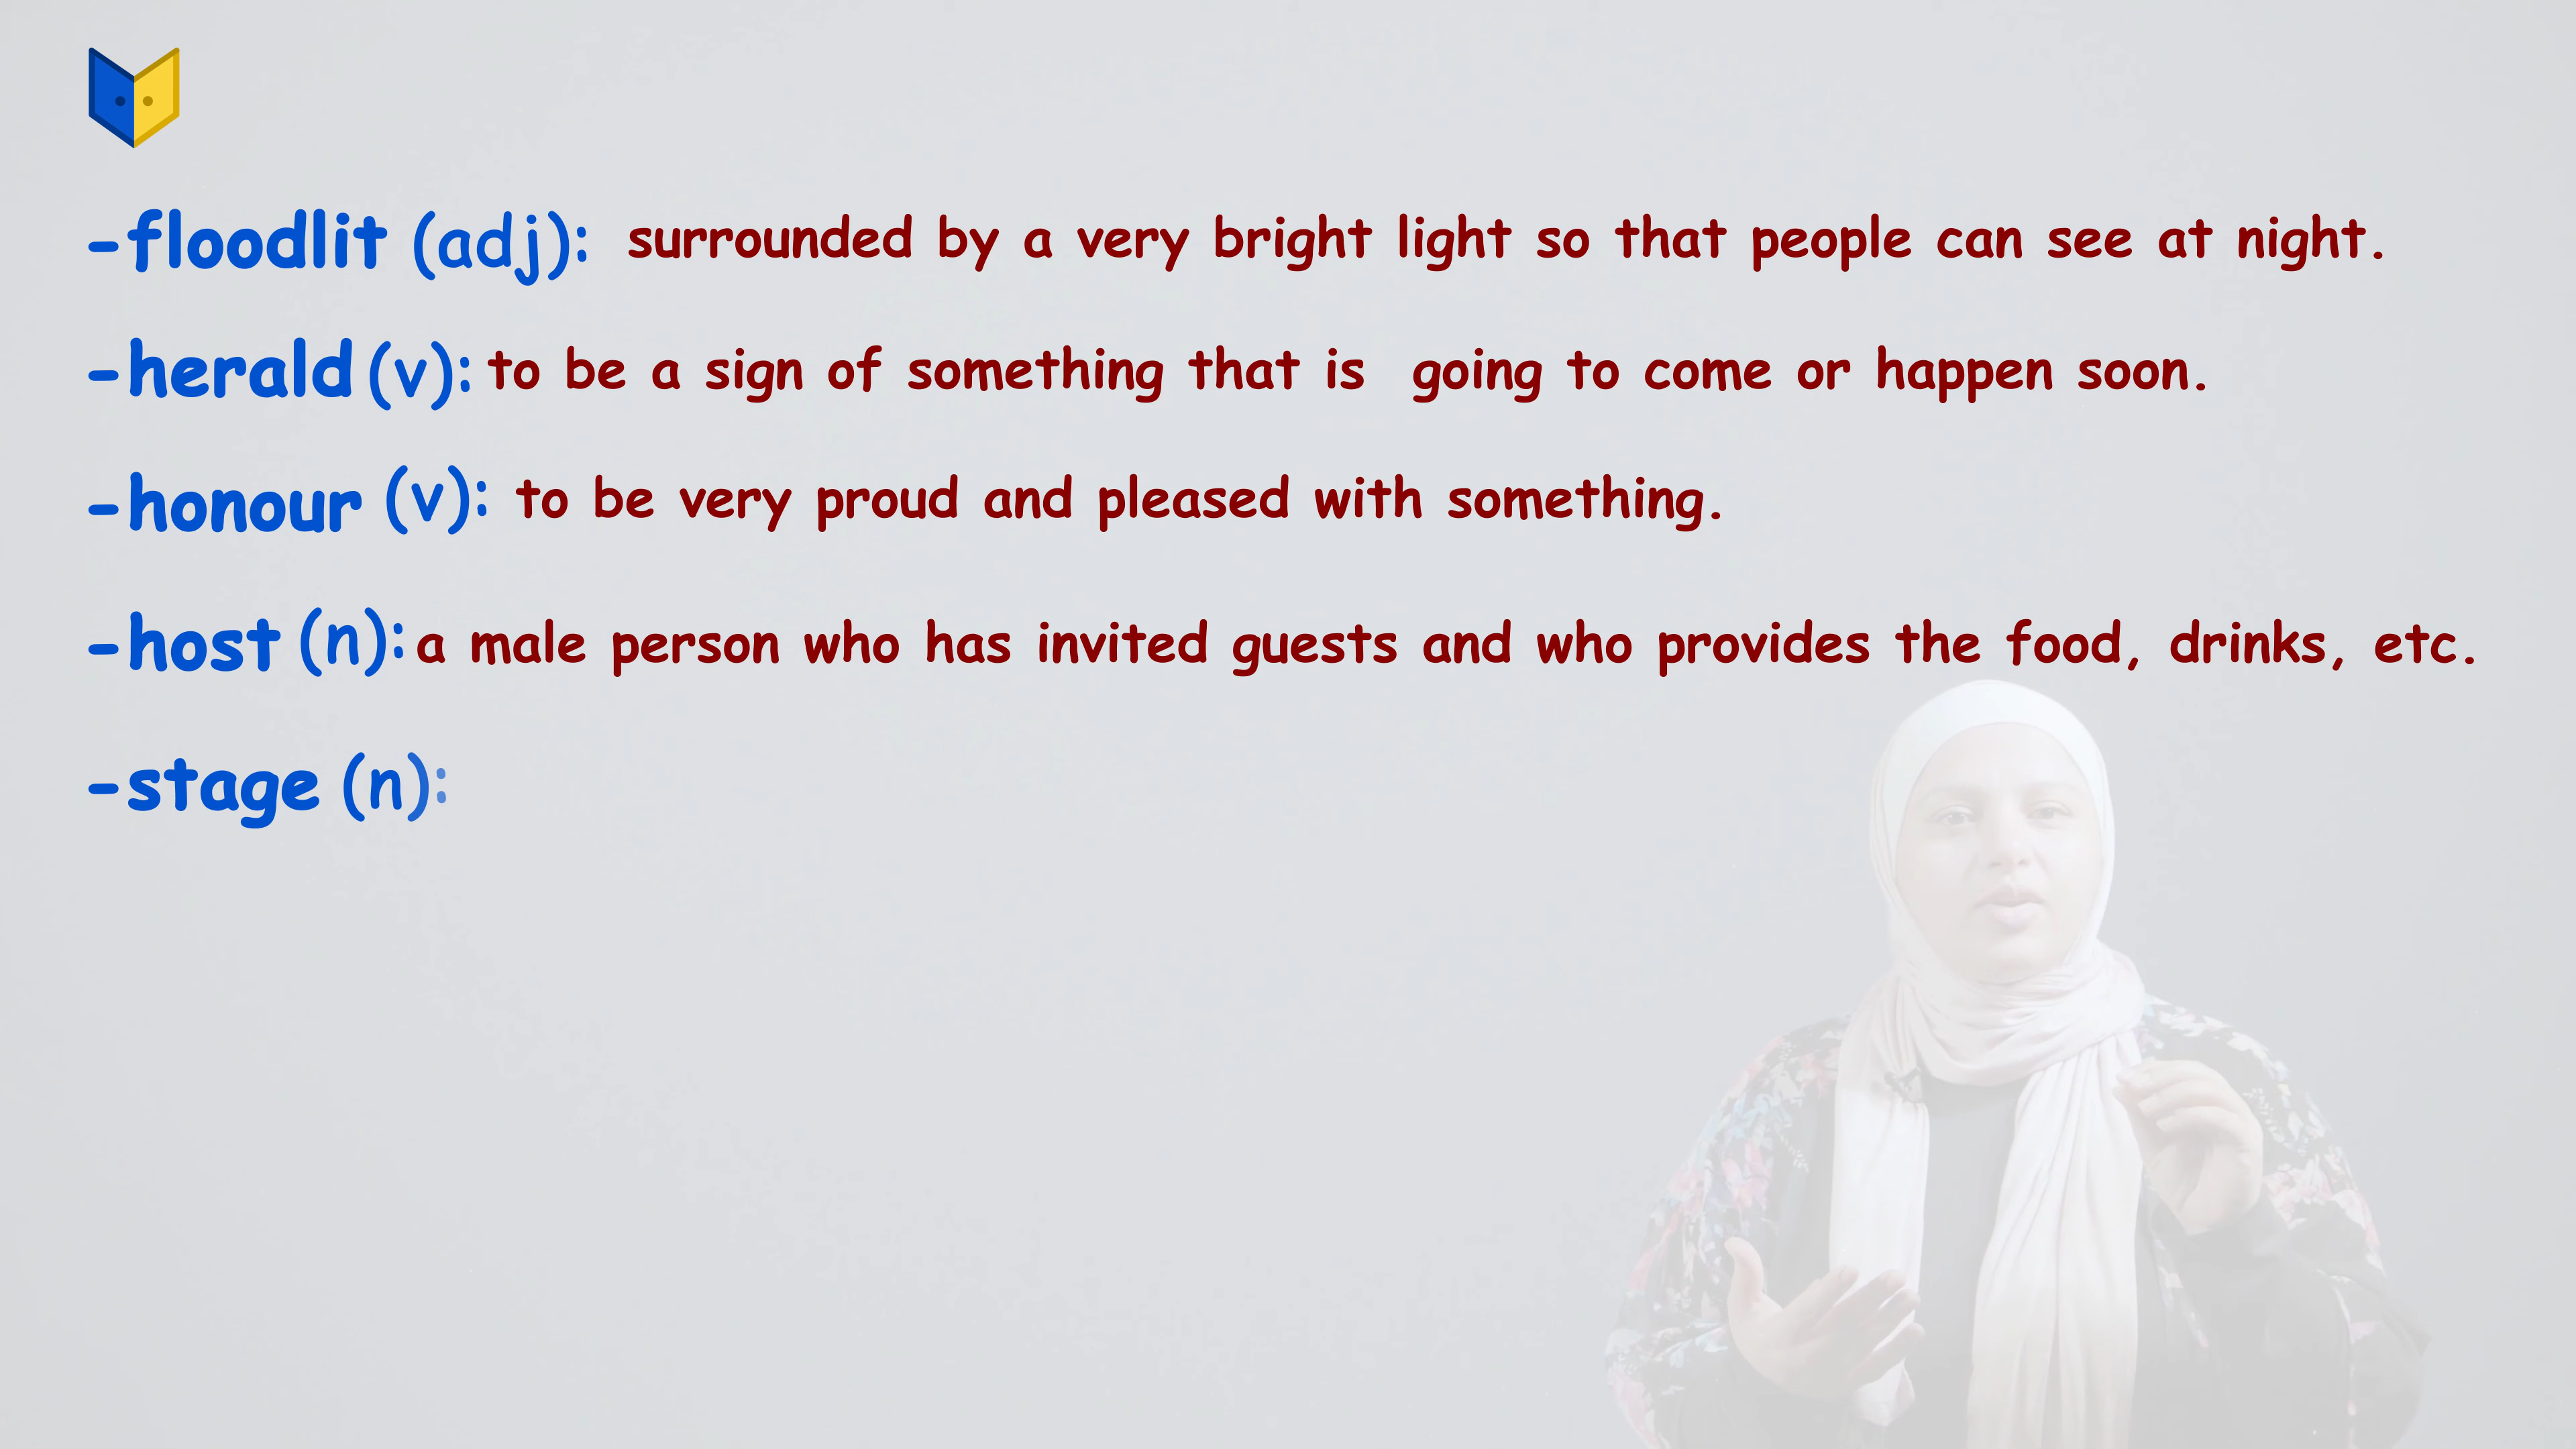 -floodlit (adj): surrounded by a very bright light so that people can see at night.
-herald (v): to be a sign of something that is going to come or happen soon.
-honour (v): to be very proud and pleased with something.
-host (n): a male person who has invited guests and who provides the food, drinks, etc.
-stage (n):